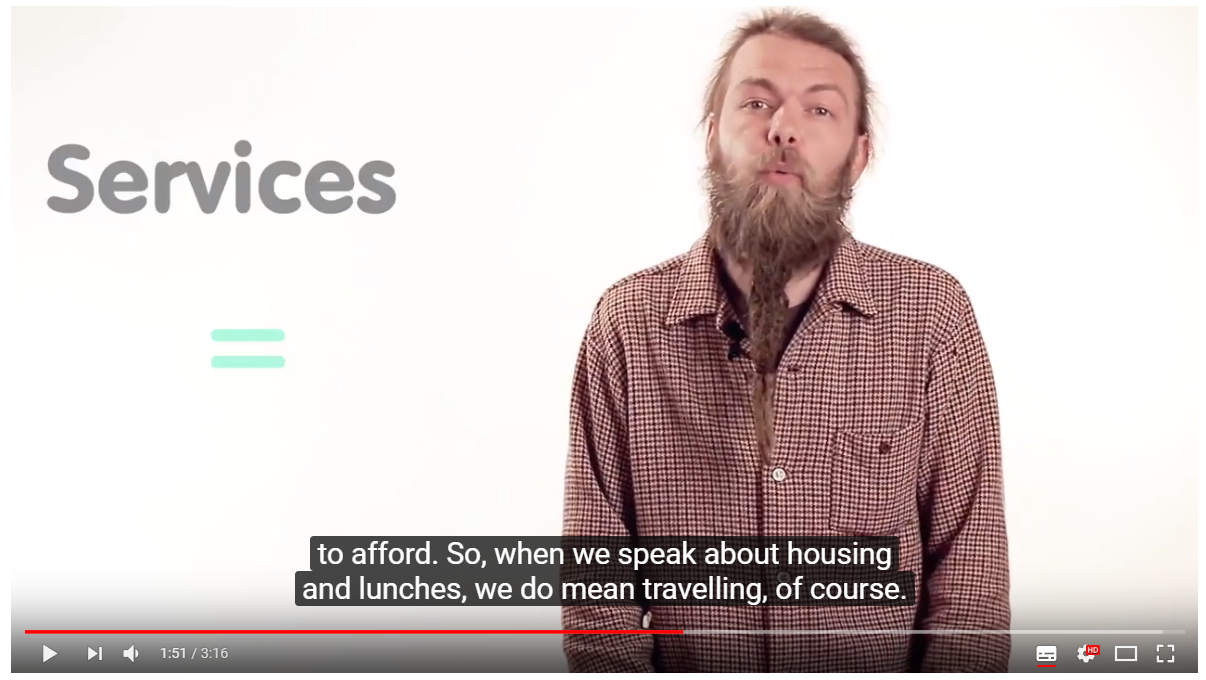 Services
=
to afford. So, when we speak about housing
and lunches, we do mean travelling, of course.
1:51 / 3:16
HD